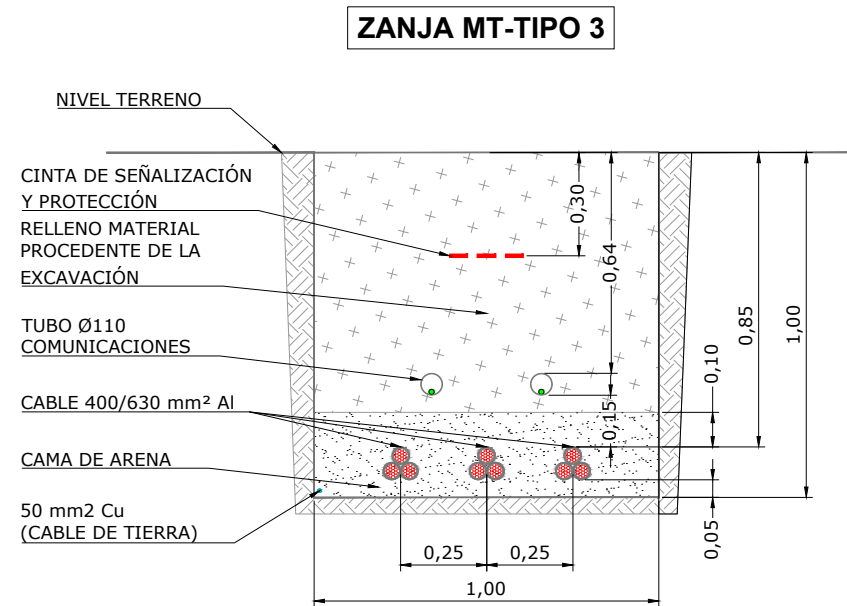 ZANJA MT-TIPO 3
NIVEL TERRENO
CINTA DE SEÑALIZACIÓN
Y PROTECCIÓN
RELLENO MATERIAL
PROCEDENTE DE LA
EXCAVACIÓN
TUBO Ø110
COMUNICACIONES
CABLE 400/630 mm² Al
CAMA DE ARENA
50 mm2 Cu
(CABLE DE TIERRA)
0,30
0,64
0,15
0,85
0,10
0,05
1,00
0,25
0,25
1,00